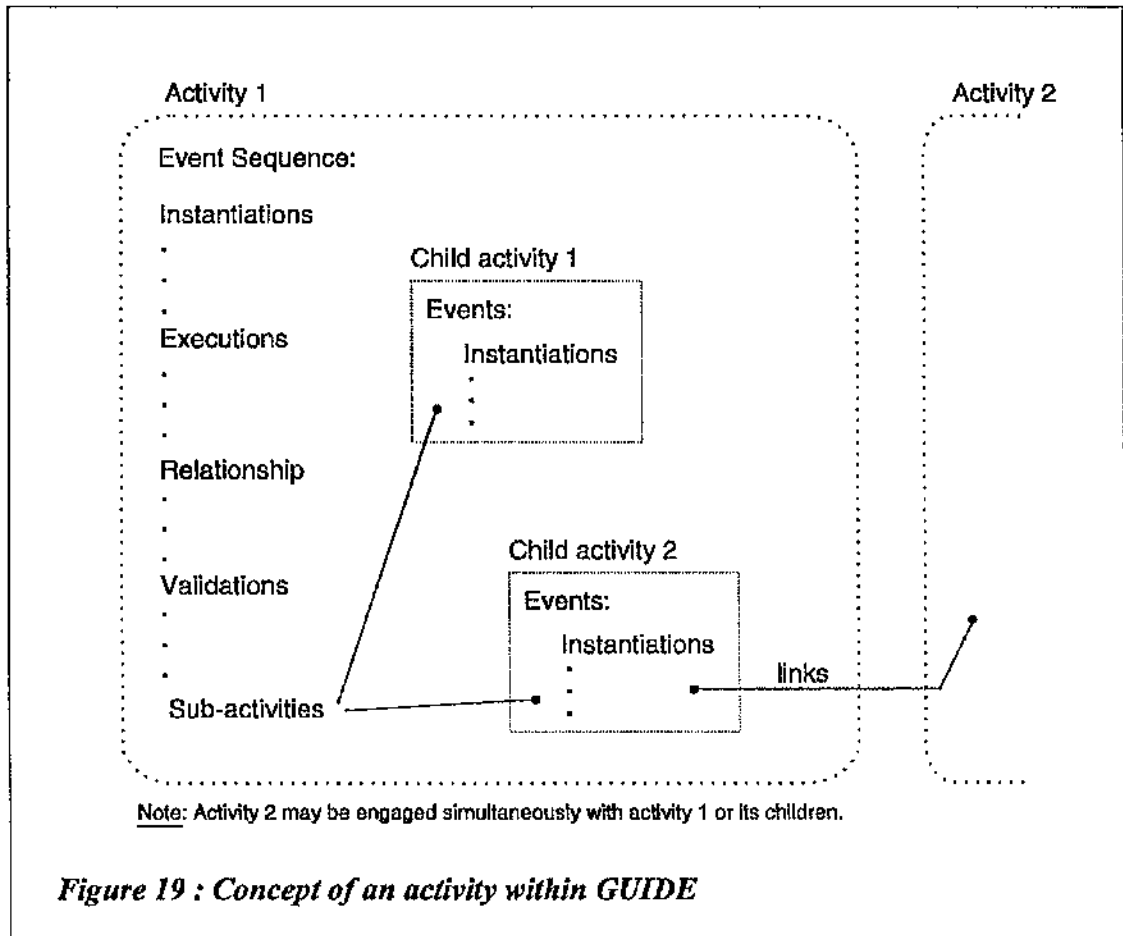 Activity 1
Activity 2
Event Sequence:
Instantiations
Child activity 1
Events:
Instantiations
Executions
Relationship
Child activity 2
Validations
Events:
Instantiations
links
Sub-activities
Note: Activity 2 may be engaged simultaneously with activity 1 or its children.
Figure 19 : Concept of an activity within GUIDE